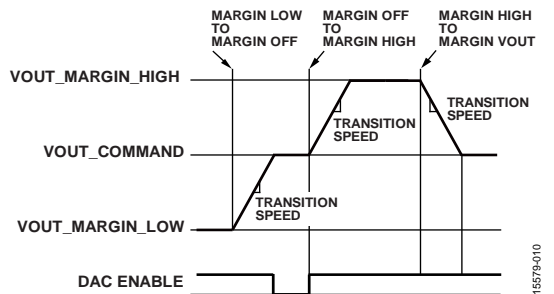 MARGIN LOW
TO
MARGIN OFF
MARGIN OFF
TO
MARGIN HIGH
MARGIN HIGH
TO
MARGIN VOUT
VOUT_MARGIN_HIGH
TRANSITION
SPEED
TRANSITION
SPEED
VOUT_COMMAND
TRANSITION
SPEED
VOUT_MARGIN_LOW
DAC ENABLE
15579-010